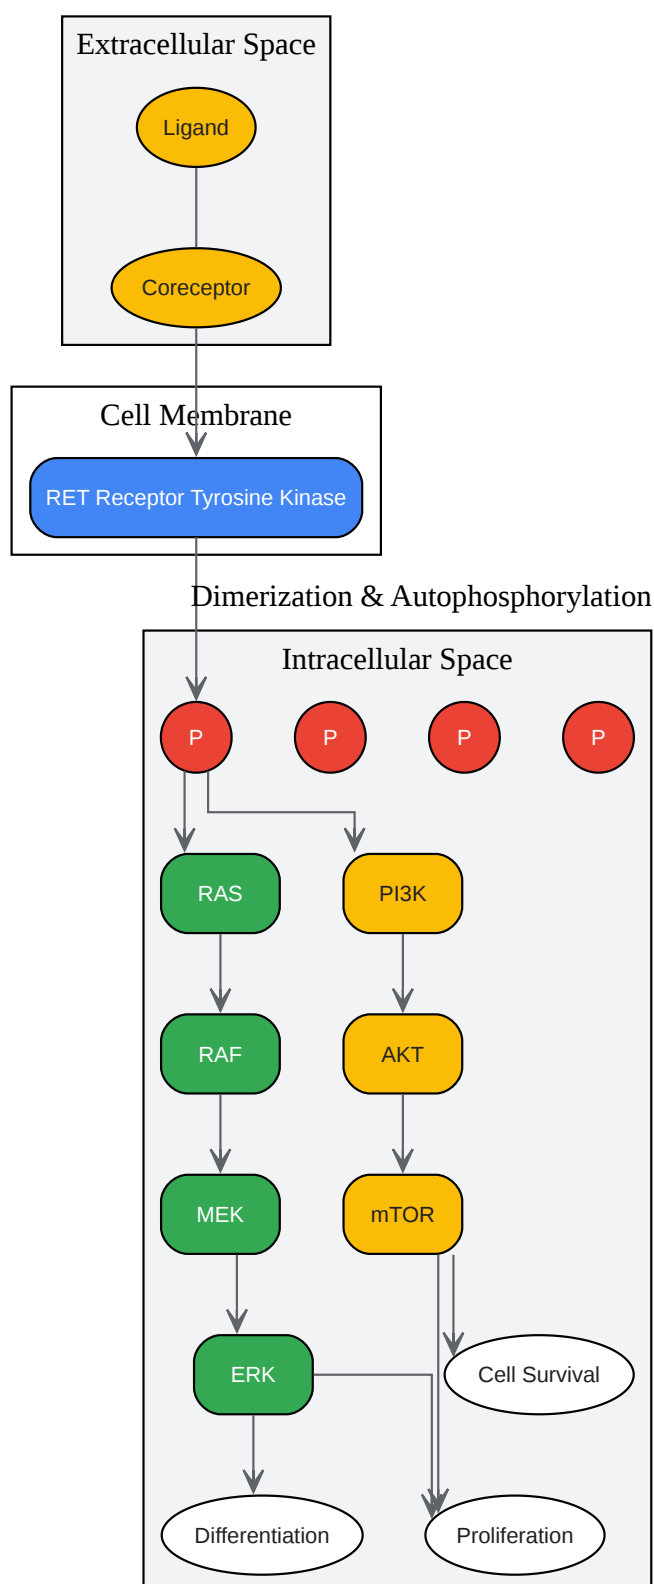 Extracellular Space
Ligand
Coreceptor
Cell Membrane
RET Receptor Tyrosine Kinase
Dimerization & Autophosphorylation
Intracellular Space
P P P P
RAS PI3K
RAF AKT
MEK mTOR
ERK Cell Survival
Differentiation Proliferation